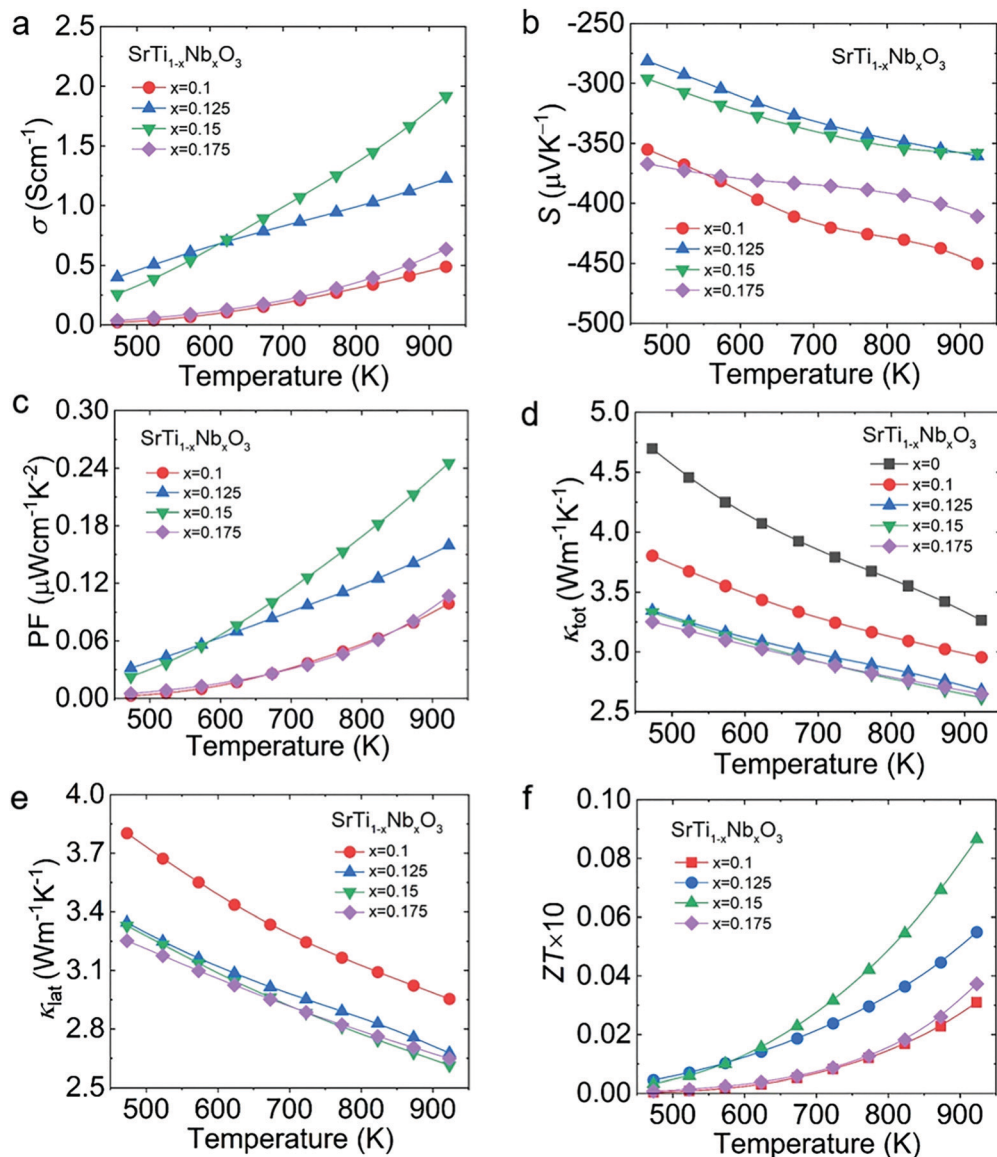 a
2.5
2.0
1.5
1.0
0.5
0.0
σ (Scm⁻¹)
SrTi₁₋ₓNbₓO₃
x=0.1
x=0.125
x=0.15
x=0.175
500 600 700 800 900
Temperature (K)
b
-250
-300
-350
-400
-450
-500
S (μVK⁻¹)
SrTi₁₋ₓNbₓO₃
x=0.1
x=0.125
x=0.15
x=0.175
500 600 700 800 900
Temperature (K)
c
0.30
0.24
0.18
0.12
0.06
0.00
PF (μWcm⁻¹K⁻²)
SrTi₁₋ₓNbₓO₃
x=0.1
x=0.125
x=0.15
x=0.175
500 600 700 800 900
Temperature (K)
d
5.0
4.5
4.0
3.5
3.0
2.5
κtot (Wm⁻¹K⁻¹)
SrTi₁₋ₓNbₓO₃
x=0
x=0.1
x=0.125
x=0.15
x=0.175
500 600 700 800 900
Temperature (K)
e
4.0
3.7
3.4
3.1
2.8
2.5
κlat (Wm⁻¹K⁻¹)
SrTi₁₋ₓNbₓO₃
x=0.1
x=0.125
x=0.15
x=0.175
500 600 700 800 900
Temperature (K)
f
0.10
0.08
0.06
0.04
0.02
0.00
ZT×10
SrTi₁₋ₓNbₓO₃
x=0.1
x=0.125
x=0.15
x=0.175
500 600 700 800 900
Temperature (K)